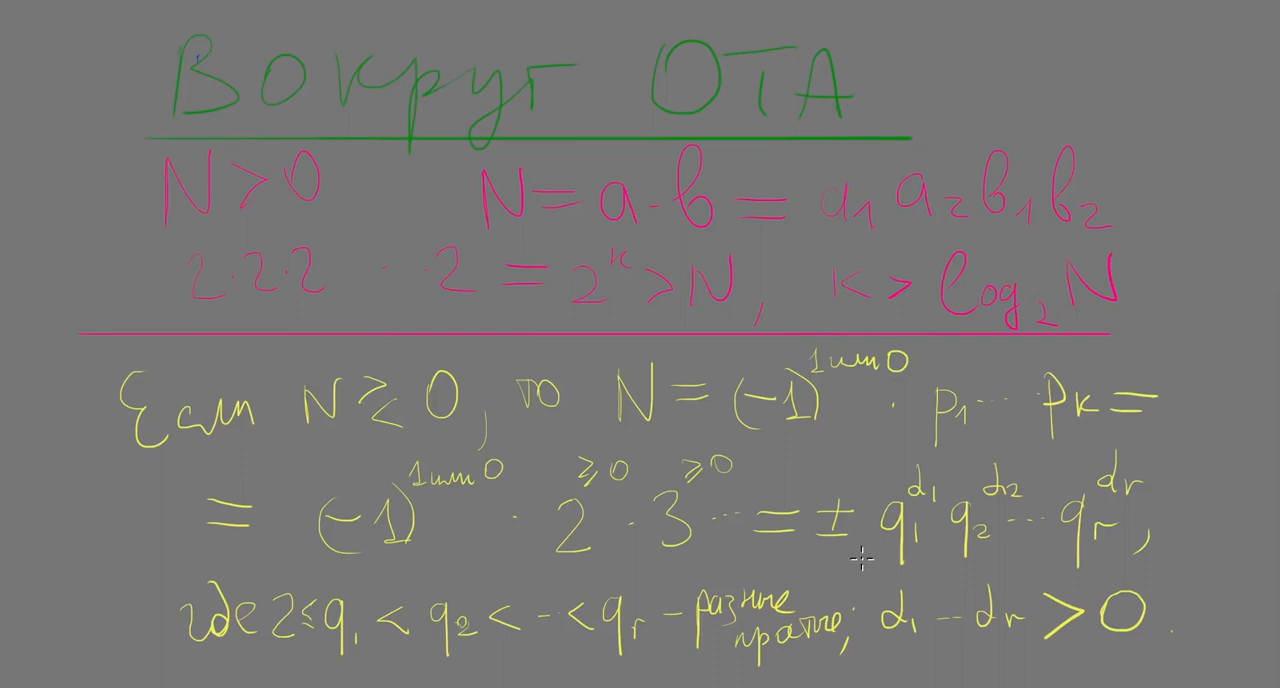 Вокруг ОТА
N > 0 N = a · b = a₁ a₂ b₁ b₂
2·2·2 ··· 2 = 2ᵏ > N, k > log₂ N
Если N ≷ 0, то N = (−1)^{1 или 0} · p₁ ··· pₖ =
= (−1)^{1 или 0} · 2^{≥0} · 3^{≥0} ··· = ± q₁^{α₁} q₂^{α₂} ··· qᵣ^{αᵣ},
где 2 ≤ q₁ < q₂ < ··· < qᵣ – разные простые; α₁ ... αᵣ > 0.